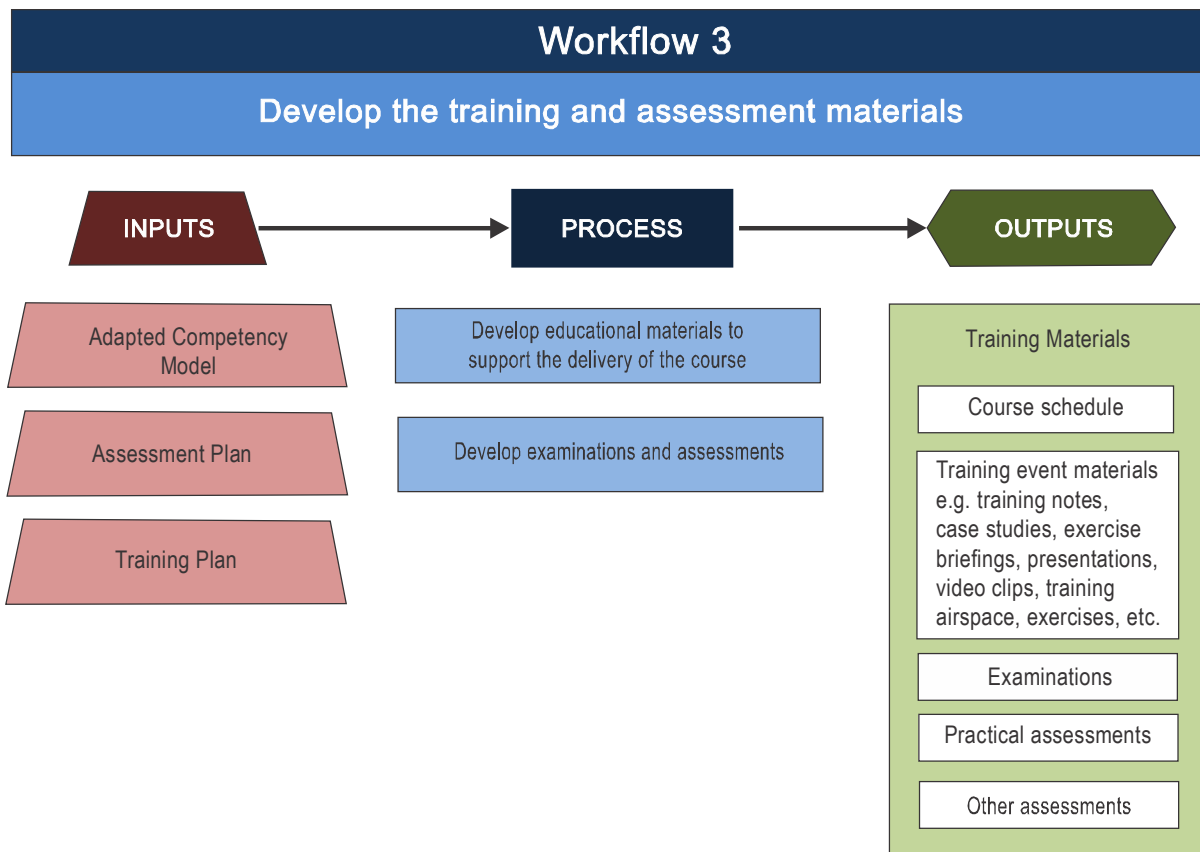 Workflow 3
Develop the training and assessment materials
INPUTS
PROCESS
OUTPUTS
Adapted Competency
Model
Assessment Plan
Training Plan
Develop educational materials to
support the delivery of the course
Develop examinations and assessments
Training Materials
Course schedule
Training event materials
e.g. training notes,
case studies, exercise
briefings, presentations,
video clips, training
airspace, exercises, etc.
Examinations
Practical assessments
Other assessments